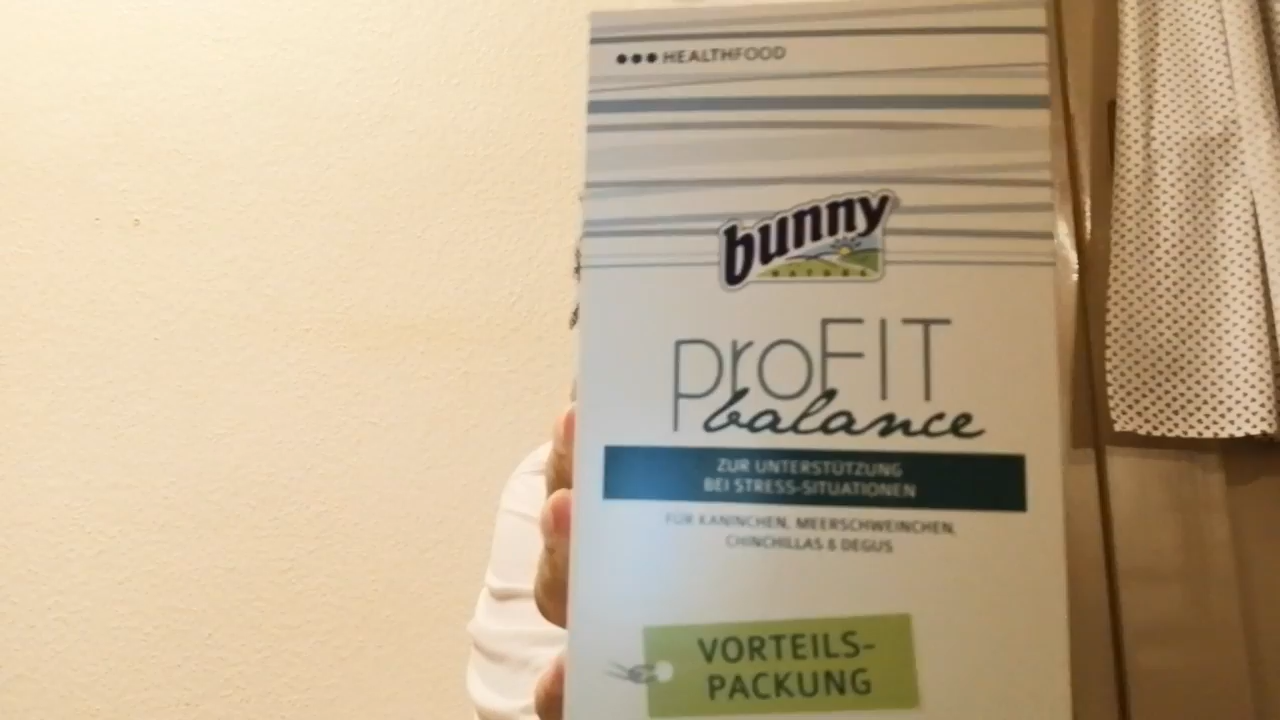 ●●● HEALTHFOOD
bunny
NATURE
proFIT
balance
ZUR UNTERSTÜTZUNG
BEI STRESS-SITUATIONEN
FÜR KANINCHEN, MEERSCHWEINCHEN,
CHINCHILLAS & DEGUS
VORTEILS-
PACKUNG